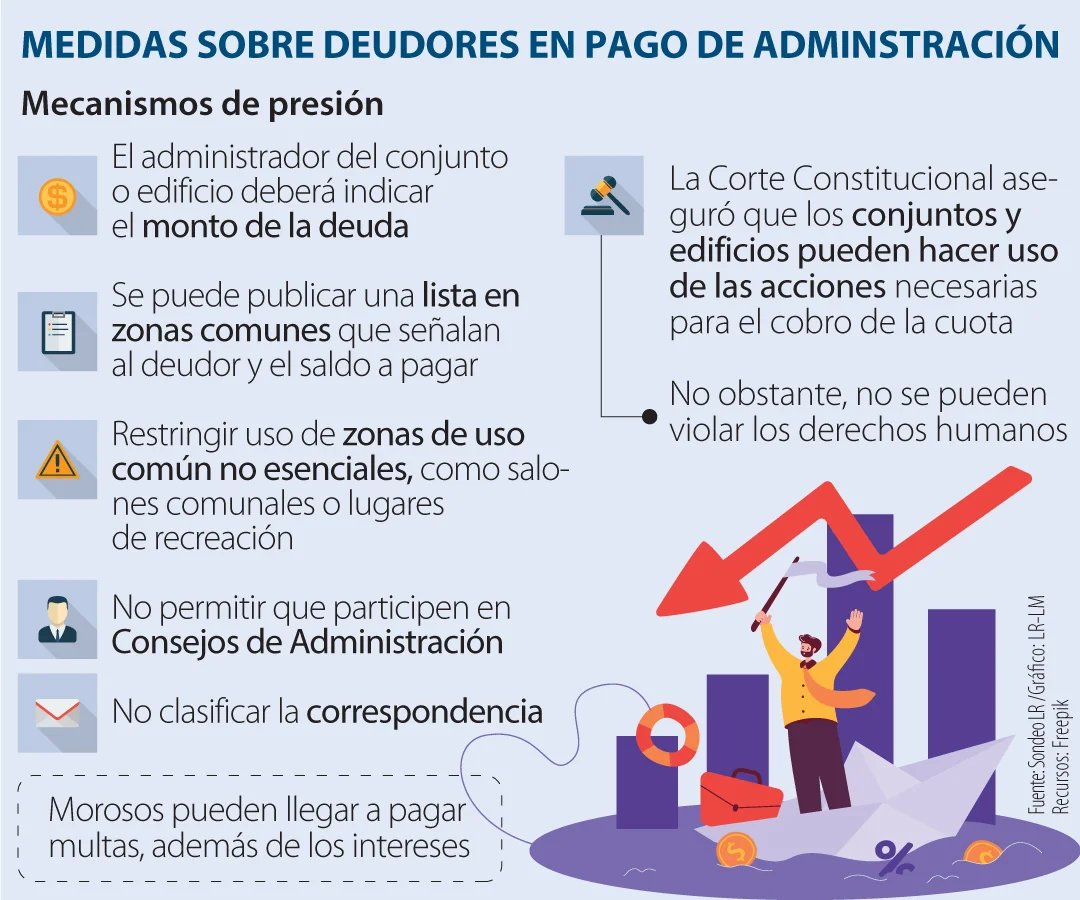 MEDIDAS SOBRE DEUDORES EN PAGO DE ADMINSTRACIÓN
Mecanismos de presión
El administrador del conjunto
o edificio deberá indicar
el monto de la deuda
Se puede publicar una lista en
zonas comunes que señalan
al deudor y el saldo a pagar
Restringir uso de zonas de uso
común no esenciales, como salo-
nes comunales o lugares
de recreación
No permitir que participen en
Consejos de Administración
No clasificar la correspondencia
Morosos pueden llegar a pagar
multas, además de los intereses
La Corte Constitucional ase-
guró que los conjuntos y
edificios pueden hacer uso
de las acciones necesarias
para el cobro de la cuota
No obstante, no se pueden
violar los derechos humanos
Fuente: Sondeo LR / Gráfico: LR-LM
Recursos: Freepik